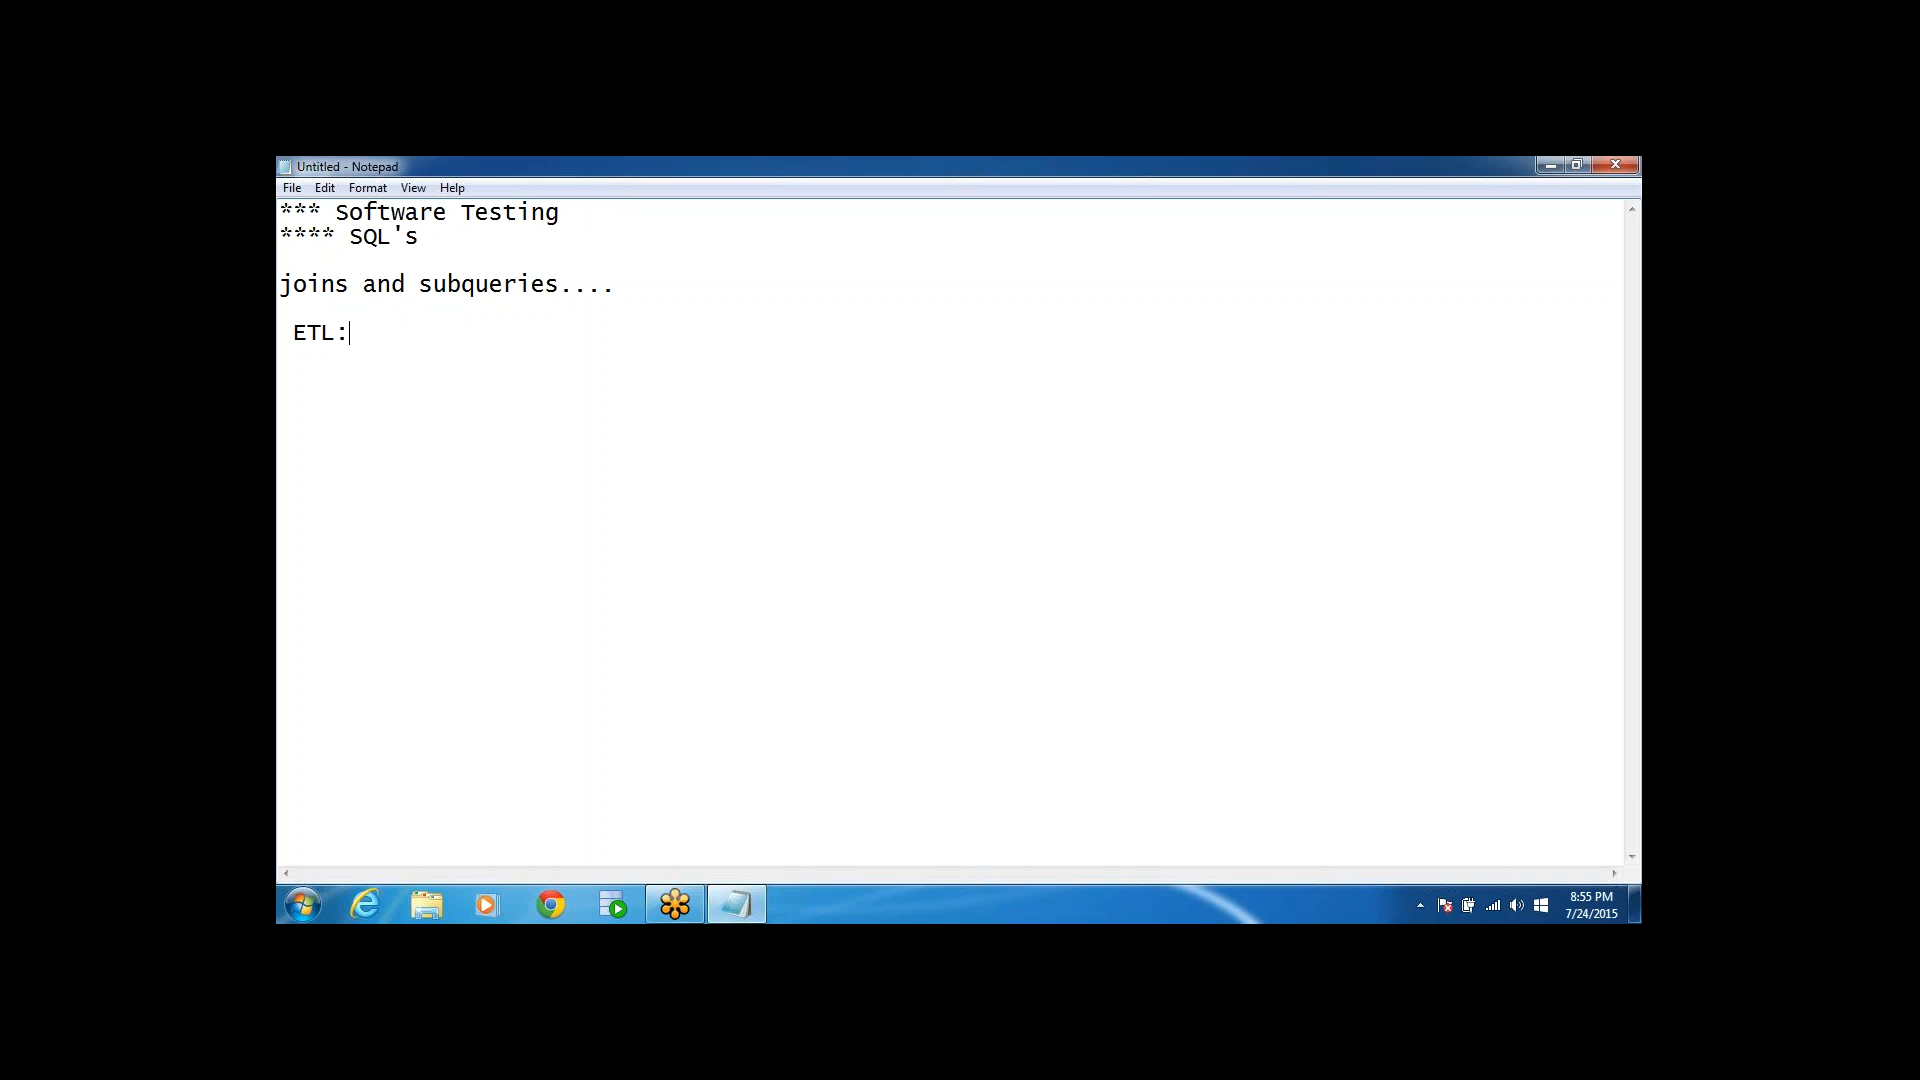 Untitled - Notepad
File Edit Format View Help
*** Software Testing
**** SQL's
joins and subqueries....
ETL:
8:55 PM
7/24/2015